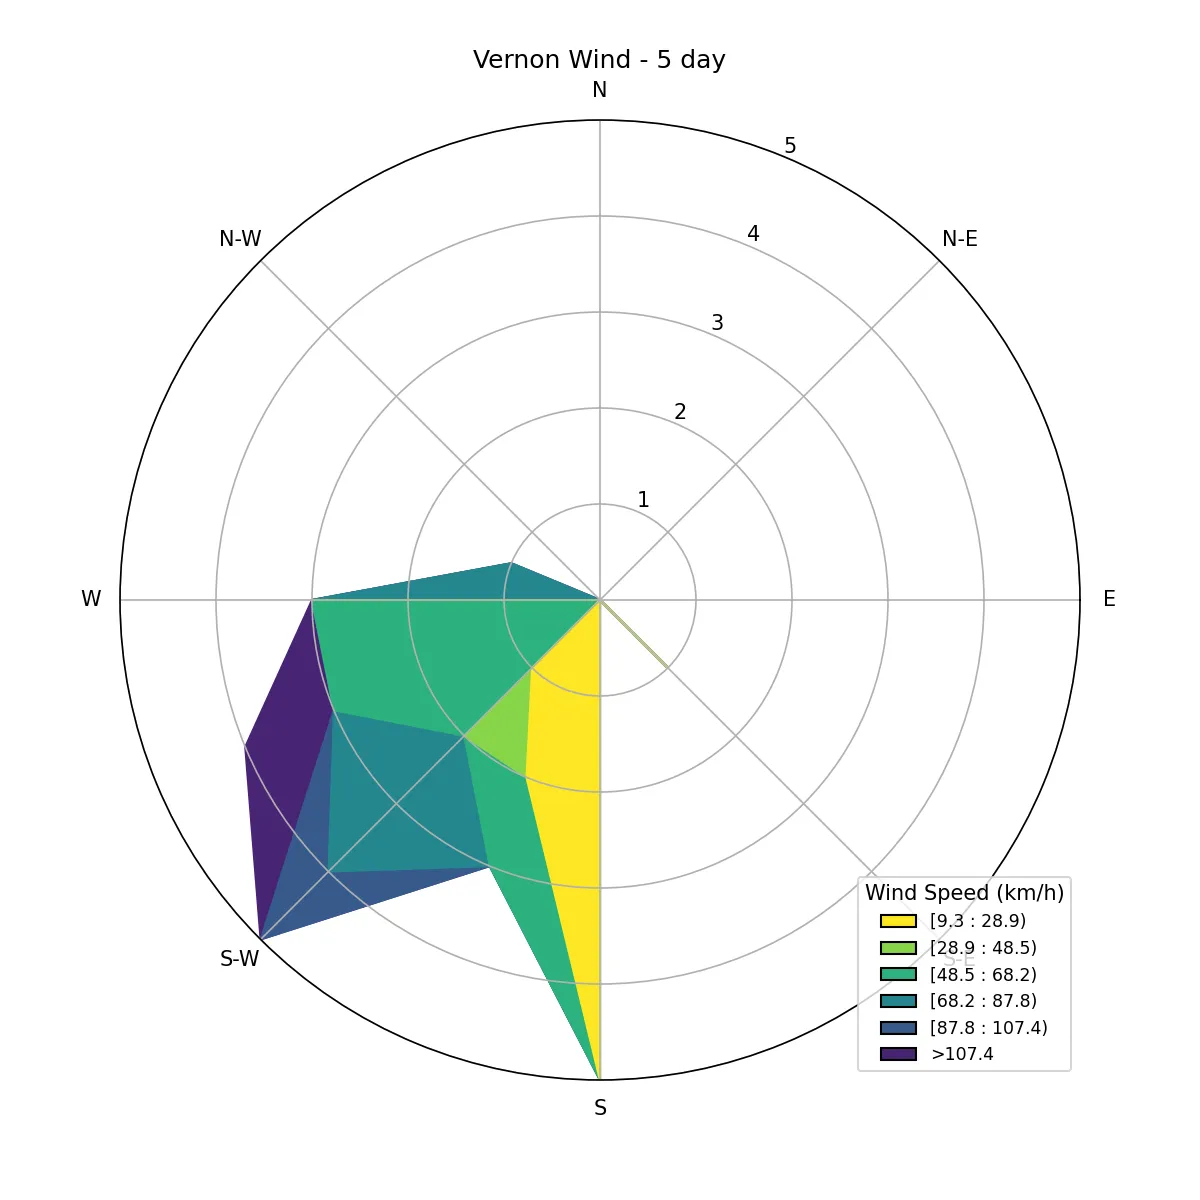 Vernon Wind - 5 day
N
5
N-W
N-E
4
3
2
1
W
E
S-W
S-E
S
Wind Speed (km/h)
[9.3 : 28.9)
[28.9 : 48.5)
[48.5 : 68.2)
[68.2 : 87.8)
[87.8 : 107.4)
>107.4